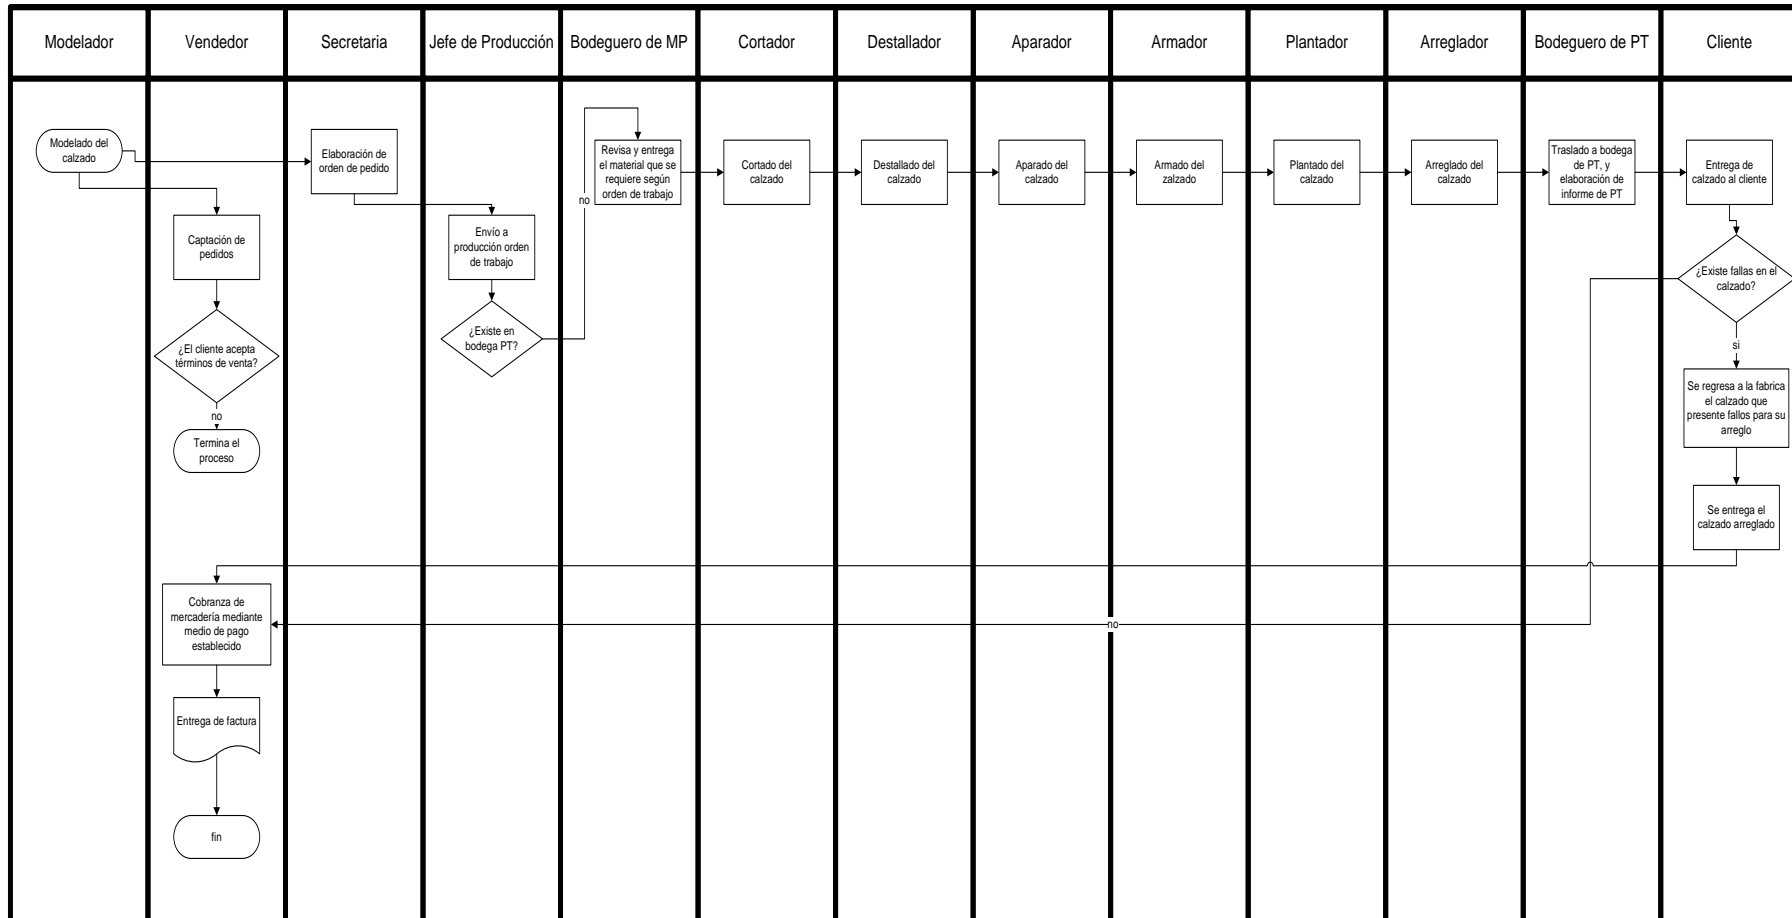 Modelador
Vendedor
Secretaria
Jefe de Producción
Bodeguero de MP
Cortador
Destallador
Aparador
Armador
Plantador
Arreglador
Bodeguero de PT
Cliente
Modelado del
calzado
Captación de
pedidos
¿El cliente acepta
términos de venta?
no
Termina el
proceso
Cobranza de
mercadería mediante
medio de pago
establecido
Entrega de factura
fin
Elaboración de
orden de pedido
Envío a
producción orden
de trabajo
¿Existe en
bodega PT?
no
Revisa y entrega
el material que se
requiere según
orden de trabajo
Cortado del
calzado
Destallado del
calzado
Aparado del
calzado
Armado del
zalzado
Plantado del
calzado
Arreglado del
calzado
Traslado a bodega
de PT, y
elaboración de
informe de PT
Entrega de
calzado al cliente
¿Existe fallas en el
calzado?
si
Se regresa a la fabrica
el calzado que
presente fallos para su
arreglo
Se entrega el
calzado arreglado
no